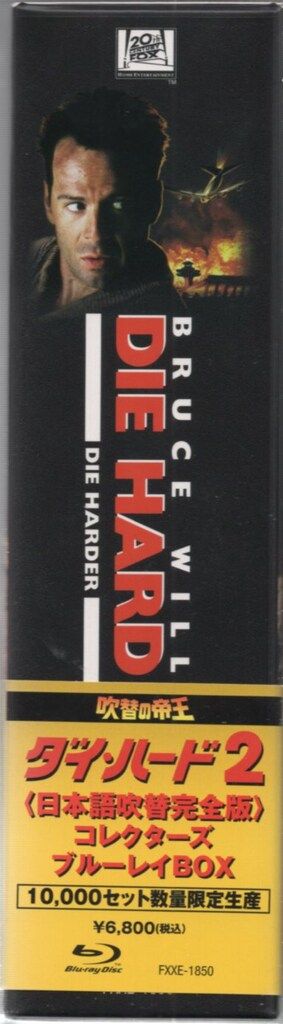 20th
CENTURY
FOX
HOME ENTERTAINMENT
TM
BRUCE WILL
DIE HARD
DIE HARDER
吹替の帝王
ダイ・ハード2
〈日本語吹替完全版〉
コレクターズ
ブルーレイBOX
10,000セット数量限定生産
¥6,800(税込)
Blu-ray Disc
FXXE-1850